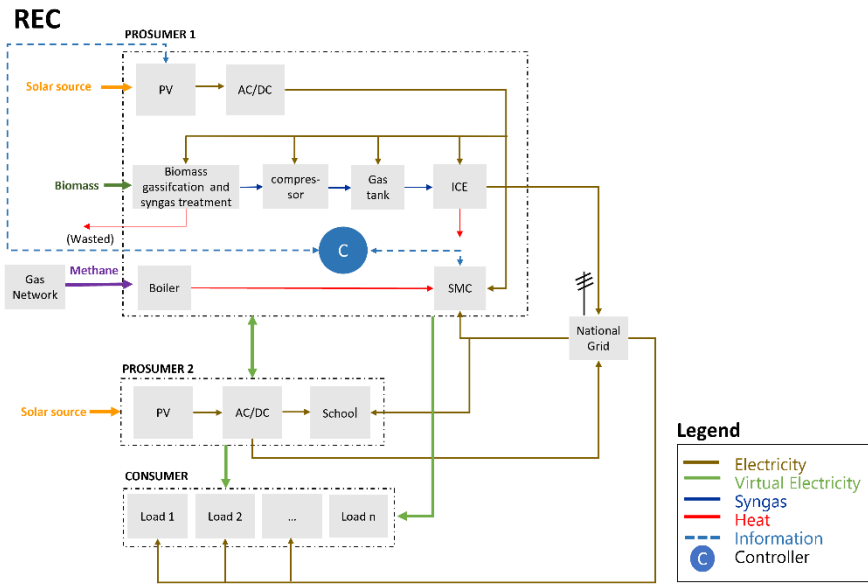 REC
PROSUMER 1
Solar source
PV
AC/DC
Biomass
Biomass
gassifcation and
syngas treatment
compres-
sor
Gas
tank
ICE
(Wasted)
C
Methane
Gas
Network
Boiler
SMC
National
Grid
PROSUMER 2
Solar source
PV
AC/DC
School
CONSUMER
Load 1
Load 2
...
Load n
Legend
Electricity
Virtual Electricity
Syngas
Heat
Information
C
Controller